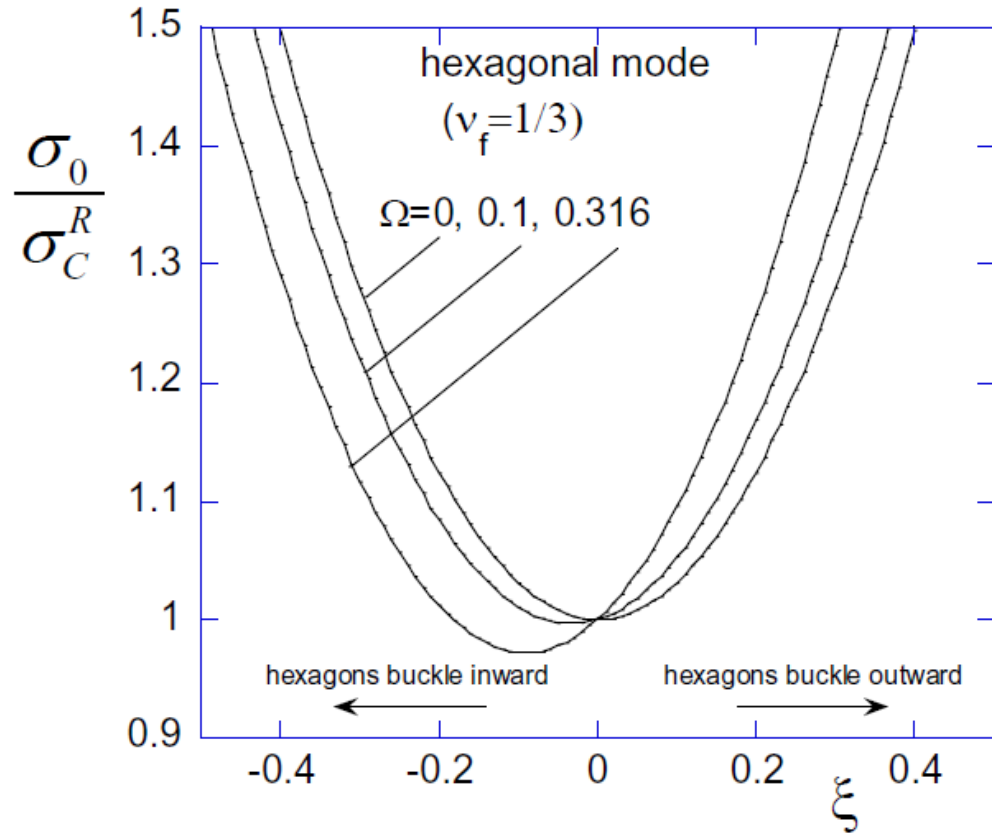 1.5
hexagonal mode
(ν_f=1/3)
1.4
σ_0
σ_C^R
Ω=0, 0.1, 0.316
1.3
1.2
1.1
1
hexagons buckle inward
hexagons buckle outward
0.9
-0.4
-0.2
0
0.2
0.4
ξ